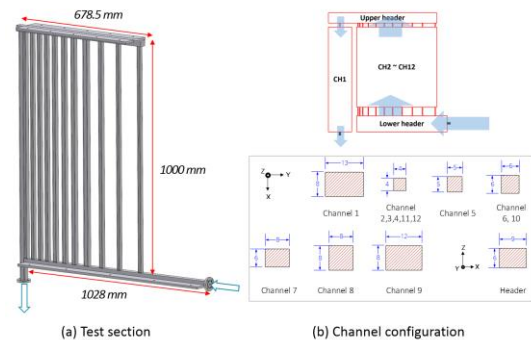 678.5 mm
1000 mm
1028 mm
(a) Test section
Upper header
CH1
CH2 ~ CH12
Lower header
Z
Y
X
12
8
Channel 1
4
4
Channel
2,3,4,11,12
5
5
Channel 5
6
6
Channel
6, 10
8
6
Channel 7
8
8
Channel 8
12
8
Channel 9
Z
X
Y
9
6
Header
(b) Channel configuration